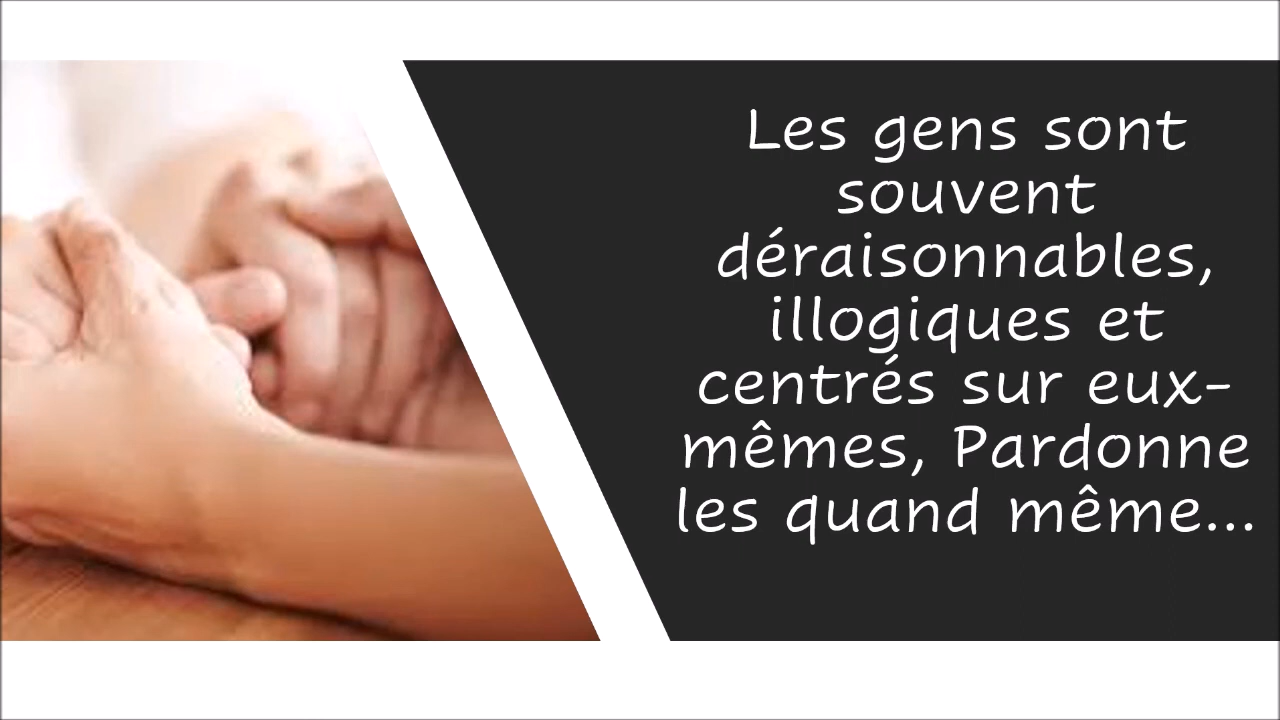 Les gens sont
souvent
déraisonnables,
illogiques et
centrés sur eux-
mêmes, Pardonne
les quand même...